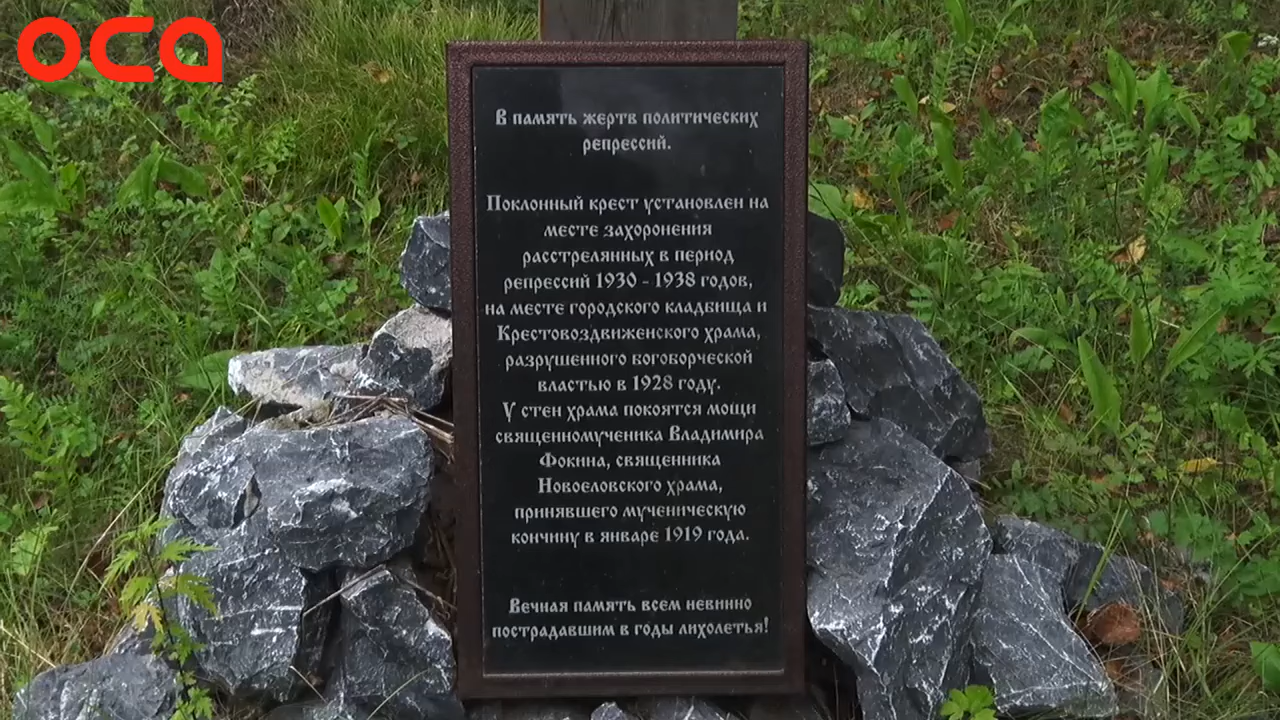 оса
В память жертв политических
репрессий.
Поклонный крест установлен на
месте захоронения
расстрелянных в период
репрессий 1930 - 1938 годов,
на месте городского кладбища и
Крестовоздвиженского храма,
разрушенного богоборческой
властью в 1928 году.
У стен храма покоятся мощи
священномученика Владимира
Фокина, священника
Новоеловского храма,
принявшего мученическую
кончину в январе 1919 года.
Вечная память всем невинно
пострадавшим в годы лихолетья!